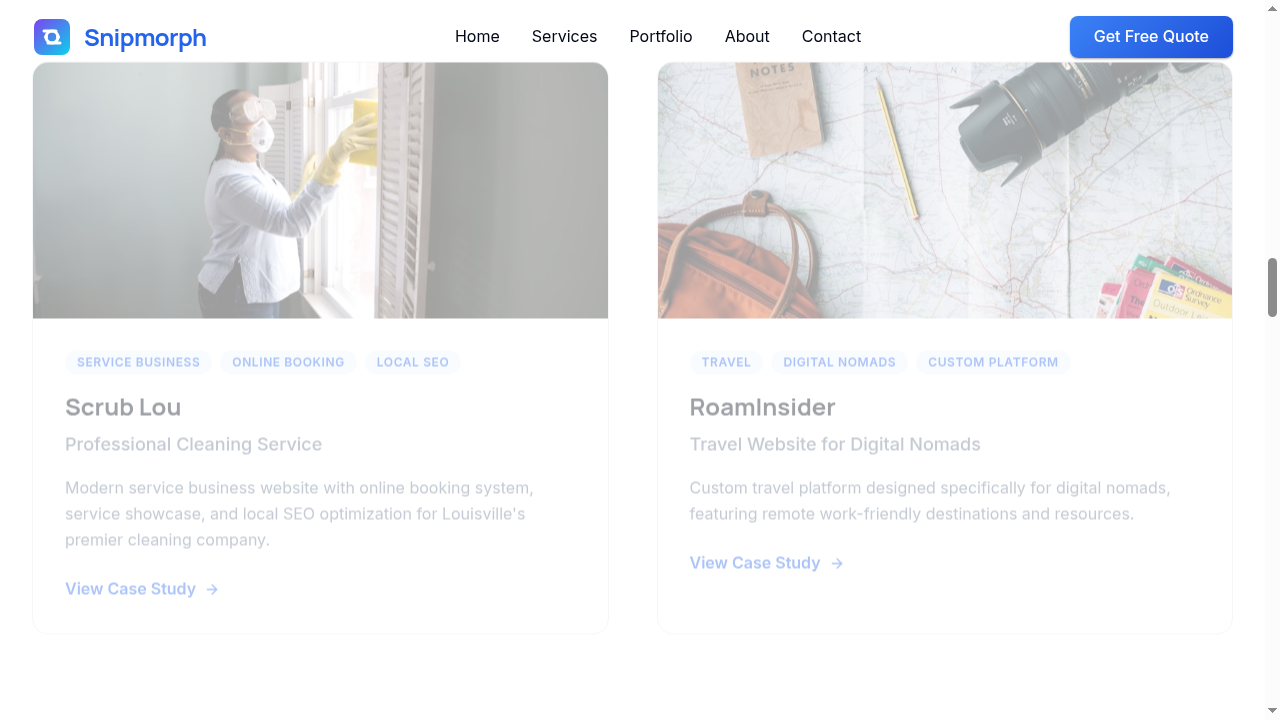 Snipmorph
Home
Services
Portfolio
About
Contact
Get Free Quote
NOTES
Ordnance
Survey
SERVICE BUSINESS
ONLINE BOOKING
LOCAL SEO
Scrub Lou
Professional Cleaning Service
Modern service business website with online booking system,
service showcase, and local SEO optimization for Louisville's
premier cleaning company.
View Case Study
TRAVEL
DIGITAL NOMADS
CUSTOM PLATFORM
RoamInsider
Travel Website for Digital Nomads
Custom travel platform designed specifically for digital nomads,
featuring remote work-friendly destinations and resources.
View Case Study